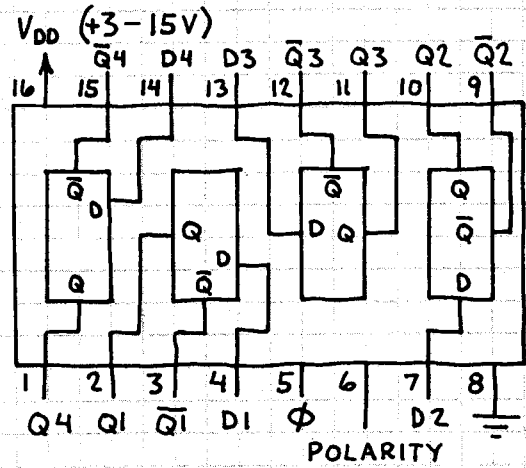 V_DD (+3-15V)
Q̅4 D4 D3 Q̅3 Q3 Q2 Q̅2
16 15 14 13 12 11 10 9
Q̅ Q̅ Q
D Q D Q Q̅
D
Q Q̅ D
1 2 3 4 5 6 7 8
Q4 Q1 Q̅1 D1 Φ D2
POLARITY